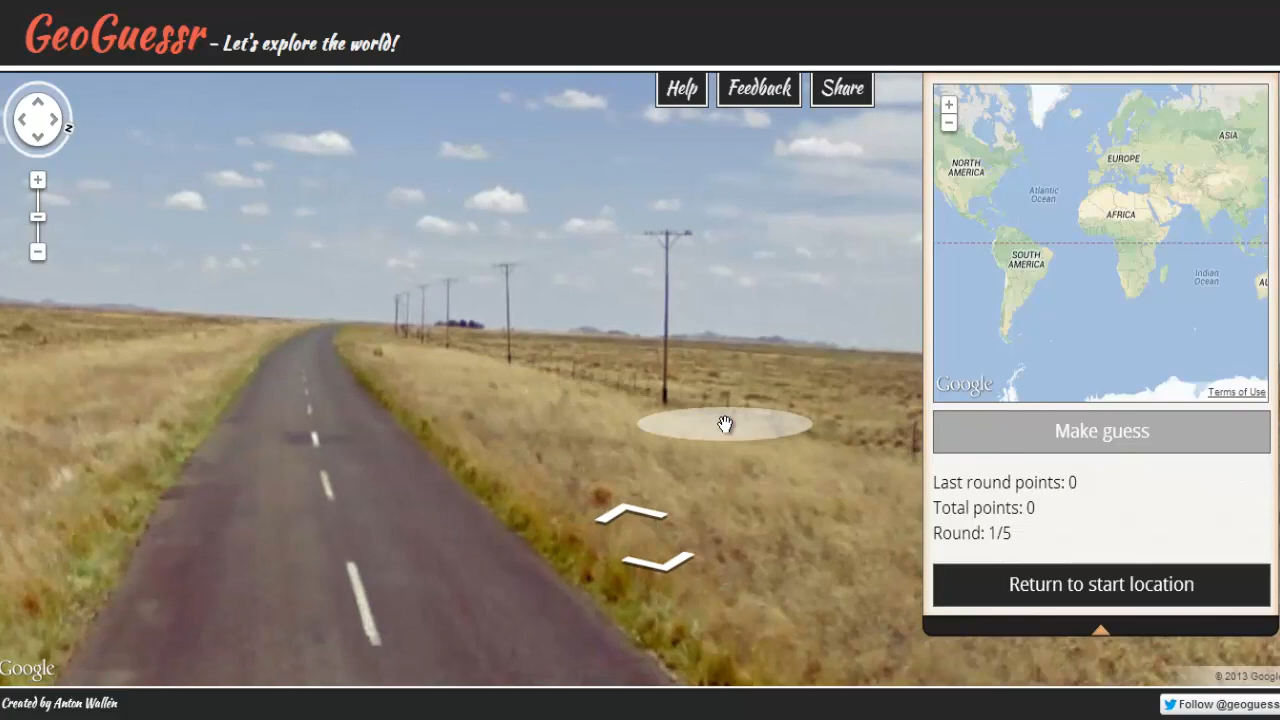 GeoGuessr - Let's explore the world!
Help
Feedback
Share
N
+
−
+
−
NORTH
AMERICA
Atlantic
Ocean
EUROPE
ASIA
AFRICA
SOUTH
AMERICA
Indian
Ocean
AU
Google
Terms of Use
Make guess
Last round points: 0
Total points: 0
Round: 1/5
Return to start location
Google
© 2013 Google
Created by Anton Wallén
Follow @geoguess